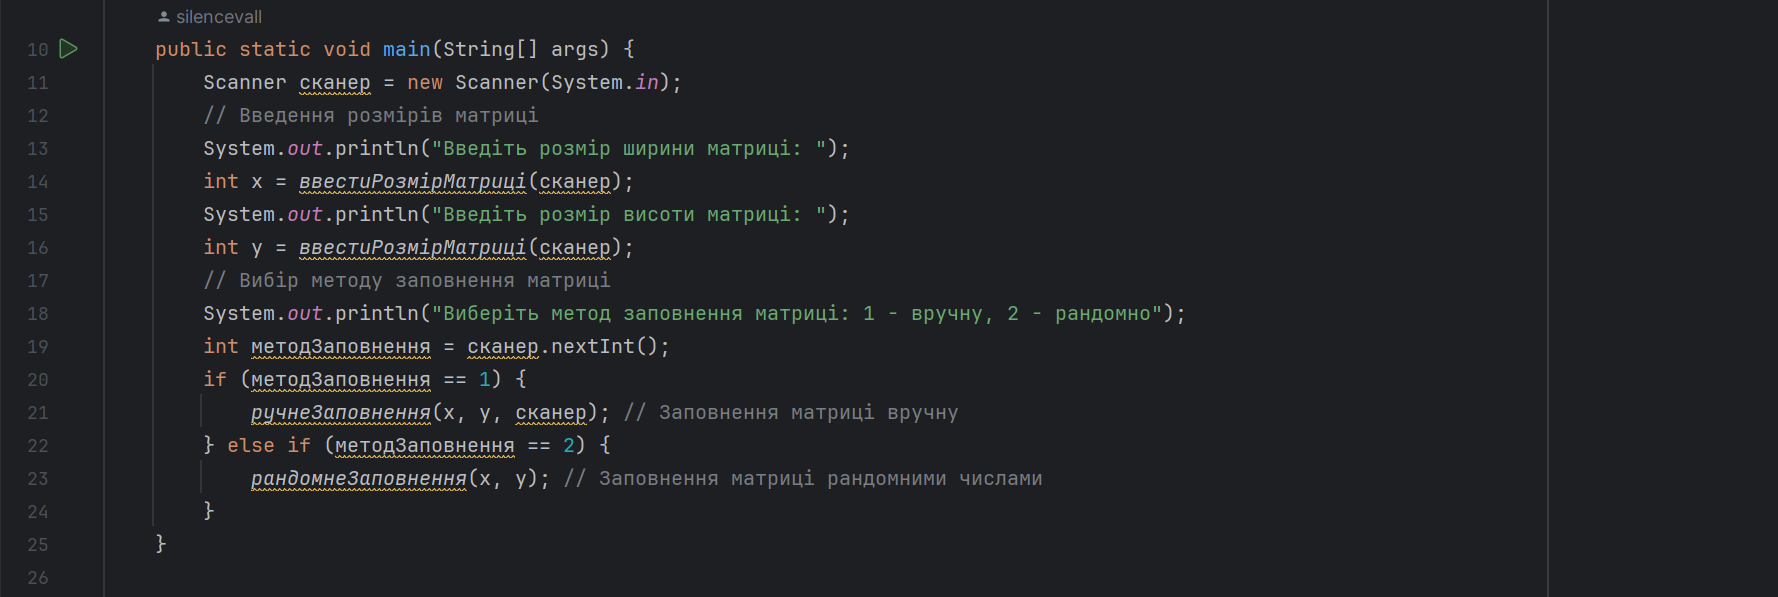 silencevall
10 public static void main(String[] args) {
11 Scanner сканер = new Scanner(System.in);
12 // Введення розмірів матриці
13 System.out.println("Введіть розмір ширини матриці: ");
14 int x = ввестиРозмірМатриці(сканер);
15 System.out.println("Введіть розмір висоти матриці: ");
16 int y = ввестиРозмірМатриці(сканер);
17 // Вибір методу заповнення матриці
18 System.out.println("Виберіть метод заповнення матриці: 1 - вручну, 2 - рандомно");
19 int методЗаповнення = сканер.nextInt();
20 if (методЗаповнення == 1) {
21 ручнеЗаповнення(x, y, сканер); // Заповнення матриці вручну
22 } else if (методЗаповнення == 2) {
23 рандомнеЗаповнення(x, y); // Заповнення матриці рандомними числами
24 }
25 }
26